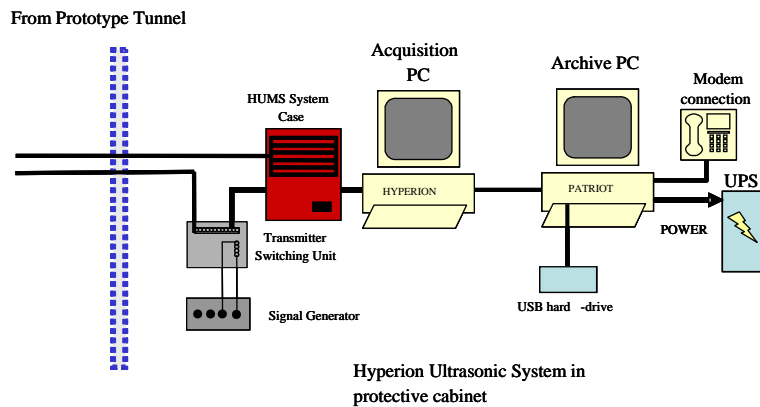 From Prototype Tunnel
Acquisition
PC
Archive PC
Modem
connection
HUMS System
Case
HYPERION
PATRIOT
UPS
POWER
Transmitter
Switching Unit
USB hard -drive
Signal Generator
Hyperion Ultrasonic System in
protective cabinet